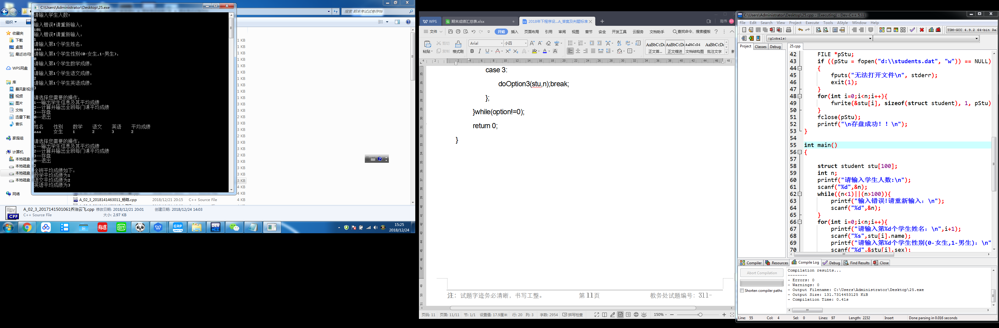 C:\Users\Administrator\Desktop\25.exe
请输入学生人数:
0
输入错误!请重新输入:
101
输入错误!请重新输入:
1
请输入第1个学生姓名:
aaa
请输入第1个学生性别(0-女生,1-男生):
0
请输入第1个学生数学成绩:
1
请输入第1个学生语文成绩:
2
请输入第1个学生英语成绩:
3
请选择您需要的操作:
1--输出学生信息及其平均成绩
2--计算并输出全班每门课平均成绩
3--存盘
0--退出
1
姓名 性别 数学 语文 英语 平均成绩
aaa 女生 1 2 3 2
请选择您需要的操作:
1--输出学生信息及其平均成绩
2--计算并输出全班每门课平均成绩
3--存盘
0--退出
2
全班平均成绩如下:
数学平均成绩为1
语文平均成绩为2
英语平均成绩为3
搜索 期末考试试卷存档
组织
收藏夹
下载
桌面
最近访问的
WPS网盘
库
暴风影视库
视频
图片
文档
迅雷下载
音乐
家庭组
计算机
本地磁盘
本地磁盘
本地磁盘
本地磁盘
网络
1 KB
1 KB
1 KB
1 KB
1 KB
1 KB
1 KB
1 KB
1 KB
1 KB
3 KB
3 KB
2 KB
3 KB
3 KB
2 KB
3 KB
3 KB
2 KB
3 KB
3 KB
3 KB
3 KB
4 KB
4 KB
A_02_3_2018141463011_杨晗.cpp 2018/12/21 20:15 C++ Source File 4 KB
A_02_3_2017141501061乔治云飞.cpp 修改日期: 2018/12/21 20:01 创建日期: 2018/12/24 14:03
C++ Source File 大小: 2.97 KB
CPP
有道
iQIYI
DEV C++
15:25
2018/12/24
WPS 期末成绩汇总表.xlsx 2018年下程序设...A_答案及判题标准 高伟
文件 开始 插入 页面布局 引用 审阅 视图 章节 安全 开发工具 云服务 文档助手 查找命令、搜索模板
粘贴 剪切 复制 格式刷 Arial 小四
AaBbCcDc AaBbCcDc AaBbCcDd AaBbCcDc
正文首... 正文缩进 文档结构图 批注文字
case 3:
doOption3(stu,n);break;
};
}while(option!=0);
return 0;
}
注：试题字迹务必清晰，书写工整。 第 11页 教务处试题编号：311-
页码: 11 页面: 11/11 节: 1/1 设置值: 17.9厘米 行: 20 列: 3 字数: 2954 拼写检查 150%
C:\Users\Administrator\Desktop\25.cpp - [Executing] - Dev-C++ 5.11
File Edit Search View Project Execute Tools AStyle Window Help
TDM-GCC 4.9.2 64-bit Rel
(globals)
Project Classes Debug
25.cpp
42 FILE *pStu;
43 if ((pStu = fopen("d:\\students.dat", "w")) == NULL)
44 {
45 fputs("无法打开文件\n", stderr);
46 exit(1);
47 }
48 for(int i=0;i<n;i++){
49 fwrite(&stu[i], sizeof(struct student), 1, pStu)
50 }
51 fclose(pStu);
52 printf("\n存盘成功！！\n");
53 }
54
55 int main()
56 {
57
58 struct student stu[100];
59 int n;
60 printf("请输入学生人数:\n");
61 scanf("%d",&n);
62 while((n<1)||(n>100)){
63 printf("输入错误!请重新输入：\n");
64 scanf("%d",&n);
65 }
66 for(int i=0;i<n;i++){
67 printf("请输入第%d个学生姓名：\n",i+1);
68 scanf("%s",stu[i].name);
69 printf("请输入第%d个学生性别(0-女生,1-男生)：\n"
70 scanf("%d",&stu[i].sex);
Compiler Resources Compile Log Debug Find Results Close
Abort Compilation
Shorten compiler paths
Compilation results...
--------
- Errors: 0
- Warnings: 0
- Output Filename: C:\Users\Administrator\Desktop\25.exe
- Output Size: 131.7314453125 KiB
- Compilation Time: 0.41s
Line: 55 Col: 4 Sel: 0 Lines: 97 Length: 2232 Insert Done parsing in 0.016 seconds